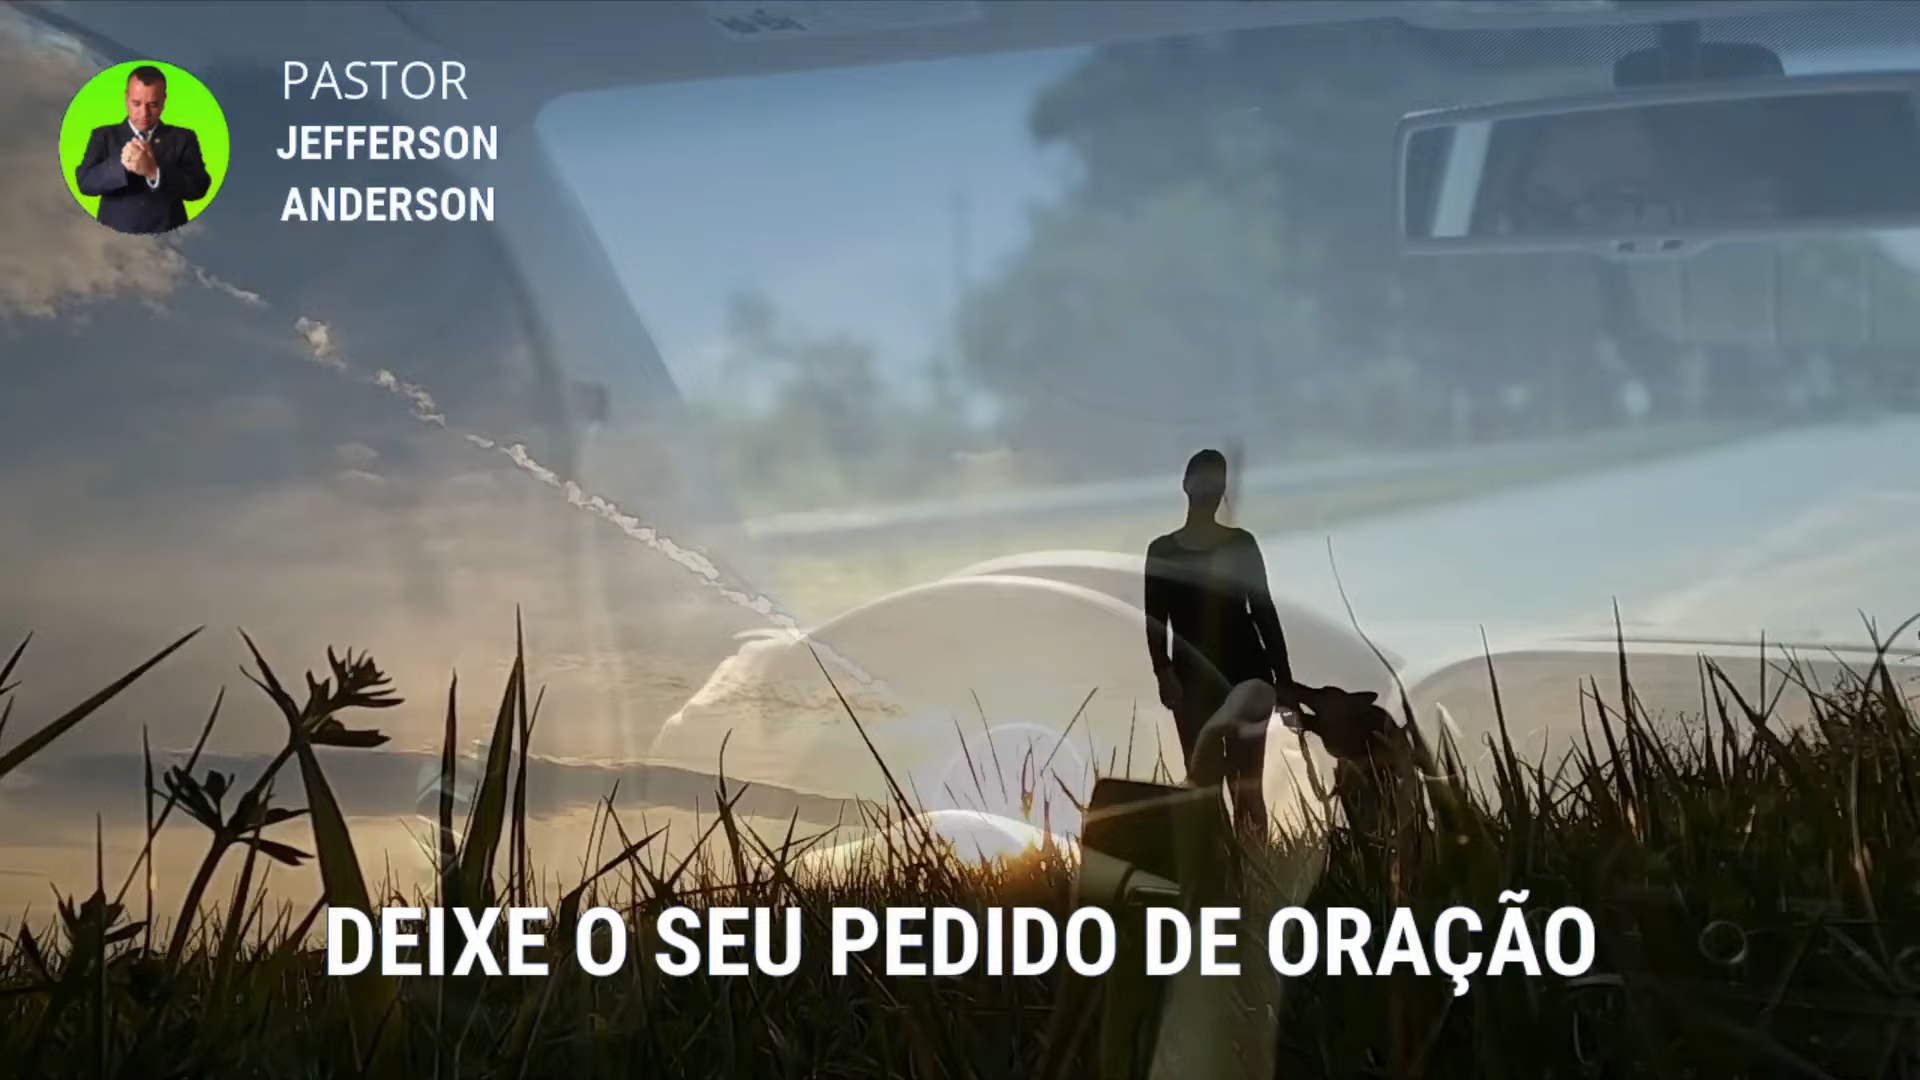 PASTOR
JEFFERSON
ANDERSON
DEIXE O SEU PEDIDO DE ORAÇÃO